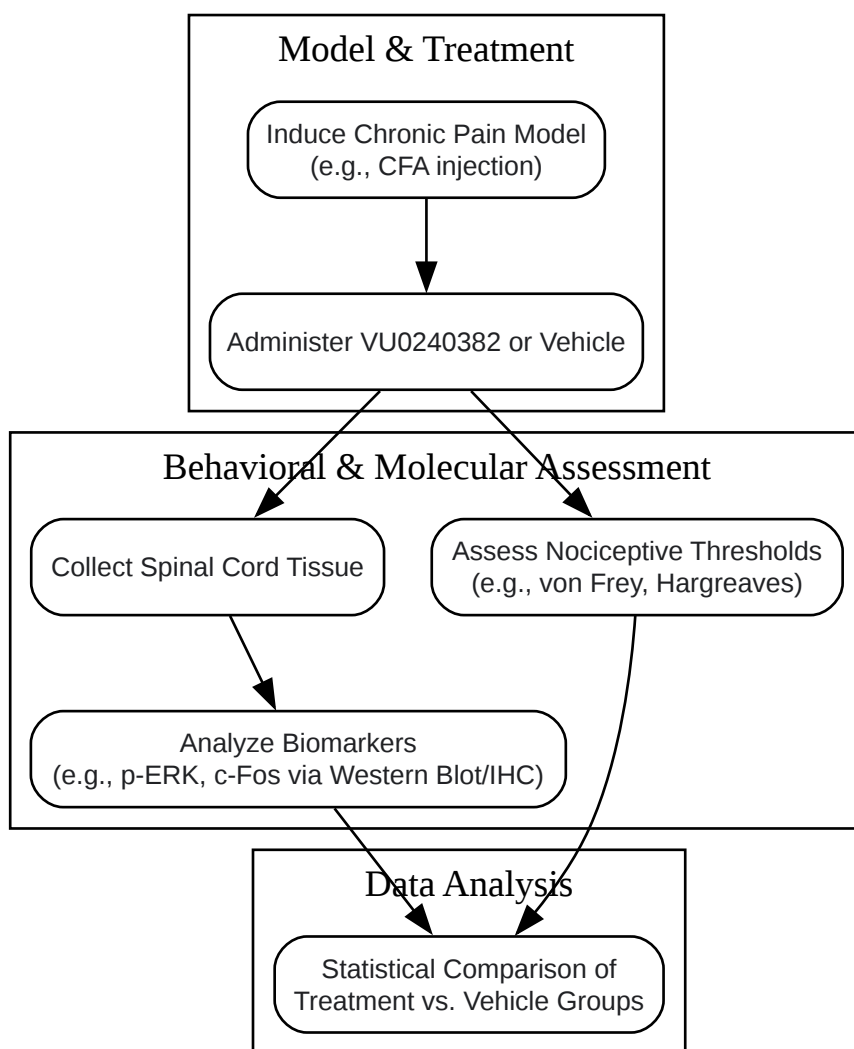 Model & Treatment
Induce Chronic Pain Model
(e.g., CFA injection)
Administer VU0240382 or Vehicle
Behavioral & Molecular Assessment
Collect Spinal Cord Tissue
Assess Nociceptive Thresholds
(e.g., von Frey, Hargreaves)
Analyze Biomarkers
(e.g., p-ERK, c-Fos via Western Blot/IHC)
Data Analysis
Statistical Comparison of
Treatment vs. Vehicle Groups